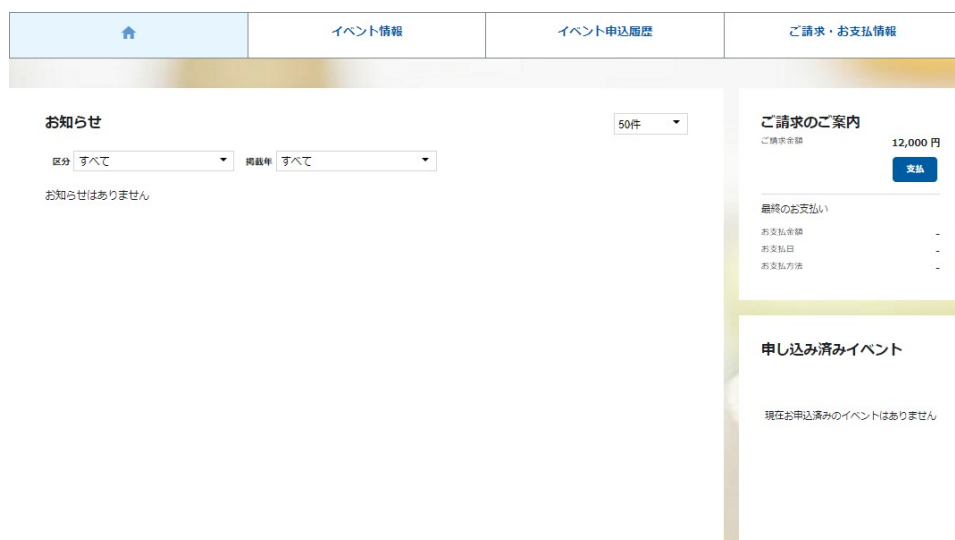 イベント情報
イベント申込履歴
ご請求・お支払情報
お知らせ
50件
区分 すべて
掲載年 すべて
お知らせはありません
ご請求のご案内
ご請求金額 12,000 円
支払
最終のお支払い
お支払金額 -
お支払日 -
お支払方法 -
申し込み済みイベント
現在お申込済みのイベントはありません